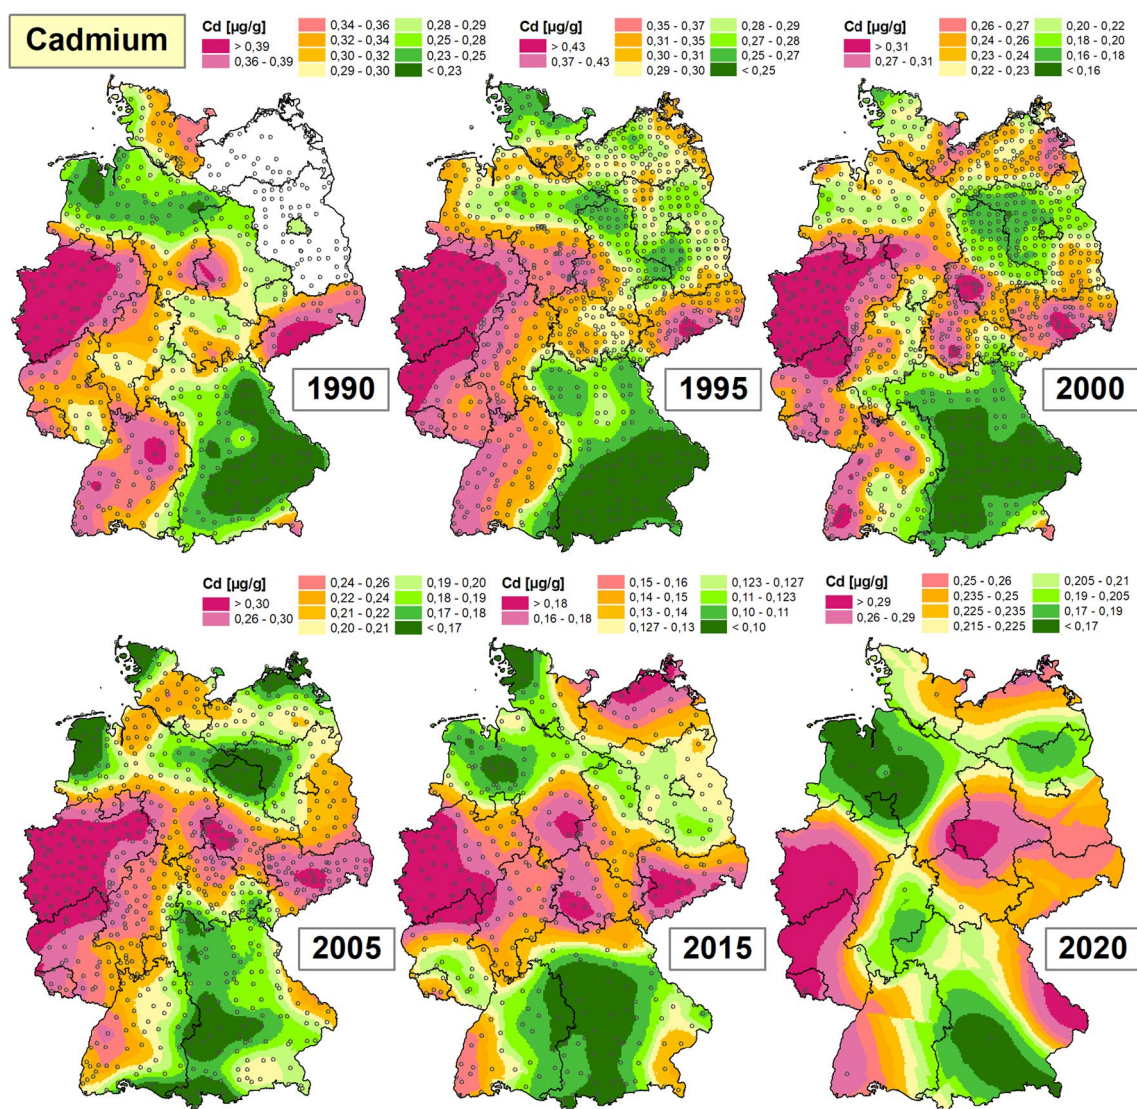 Cadmium
Cd [µg/g]
> 0,39
0,36 - 0,39
0,34 - 0,36
0,32 - 0,34
0,30 - 0,32
0,29 - 0,30
0,28 - 0,29
0,25 - 0,28
0,23 - 0,25
< 0,23
1990
Cd [µg/g]
> 0,43
0,37 - 0,43
0,35 - 0,37
0,31 - 0,35
0,30 - 0,31
0,29 - 0,30
0,28 - 0,29
0,27 - 0,28
0,25 - 0,27
< 0,25
1995
Cd [µg/g]
> 0,31
0,27 - 0,31
0,26 - 0,27
0,24 - 0,26
0,23 - 0,24
0,22 - 0,23
0,20 - 0,22
0,18 - 0,20
0,16 - 0,18
< 0,16
2000
Cd [µg/g]
> 0,30
0,26 - 0,30
0,24 - 0,26
0,22 - 0,24
0,21 - 0,22
0,20 - 0,21
0,19 - 0,20
0,18 - 0,19
0,17 - 0,18
< 0,17
2005
Cd [µg/g]
> 0,18
0,16 - 0,18
0,15 - 0,16
0,14 - 0,15
0,13 - 0,14
0,127 - 0,13
0,123 - 0,127
0,11 - 0,123
0,10 - 0,11
< 0,10
2015
Cd [µg/g]
> 0,29
0,26 - 0,29
0,25 - 0,26
0,235 - 0,25
0,225 - 0,235
0,215 - 0,225
0,205 - 0,21
0,19 - 0,205
0,17 - 0,19
< 0,17
2020